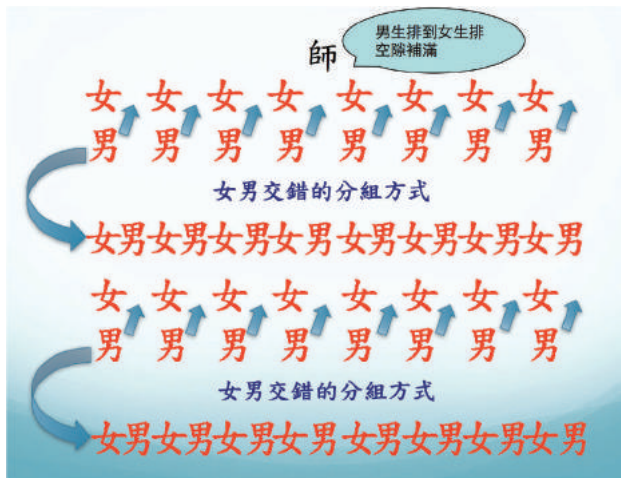 男生排到女生排
空隙補滿
師
女 女 女 女 女 女 女 女
男 男 男 男 男 男 男 男
女男交錯的分組方式
女男女男女男女男女男女男女男女男
女 女 女 女 女 女 女 女
男 男 男 男 男 男 男 男
女男交錯的分組方式
女男女男女男女男女男女男女男女男